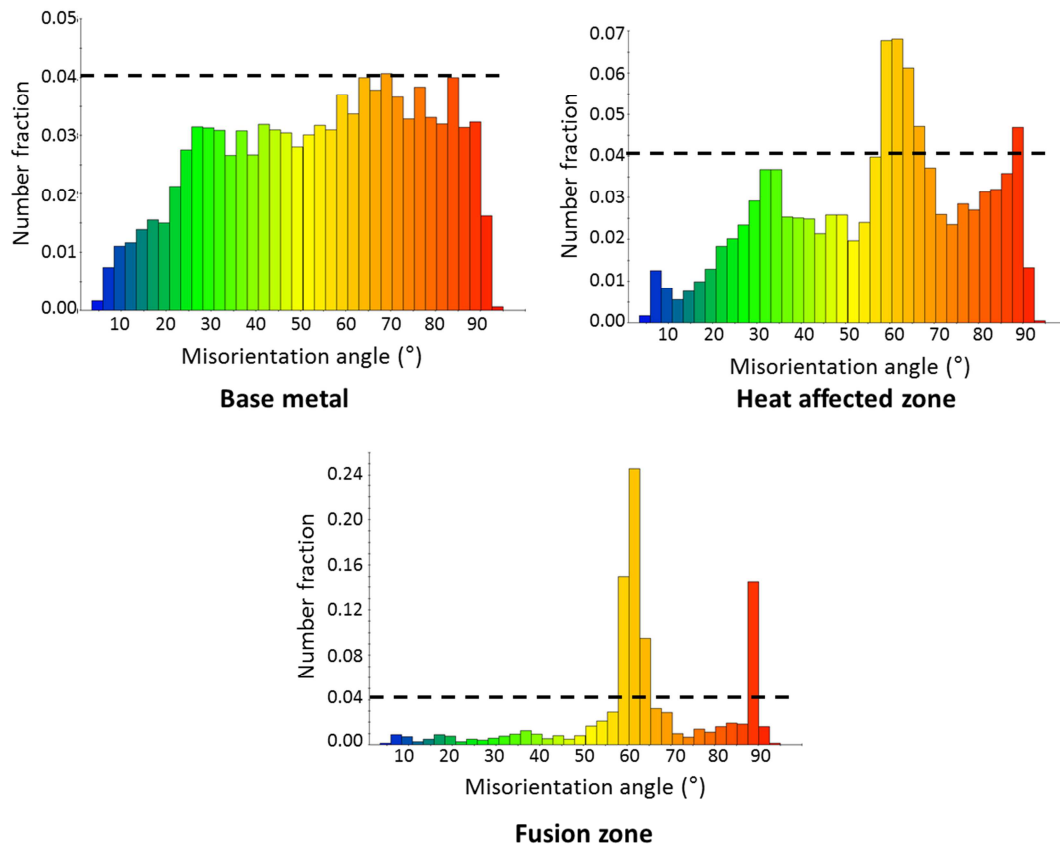 0.05
0.04
0.03
0.02
0.01
0.00
Number fraction
10 20 30 40 50 60 70 80 90
Misorientation angle (°)
Base metal
0.07
0.06
0.05
0.04
0.03
0.02
0.01
0.00
Number fraction
10 20 30 40 50 60 70 80 90
Misorientation angle (°)
Heat affected zone
0.24
0.20
0.16
0.12
0.08
0.04
0.00
Number fraction
10 20 30 40 50 60 70 80 90
Misorientation angle (°)
Fusion zone